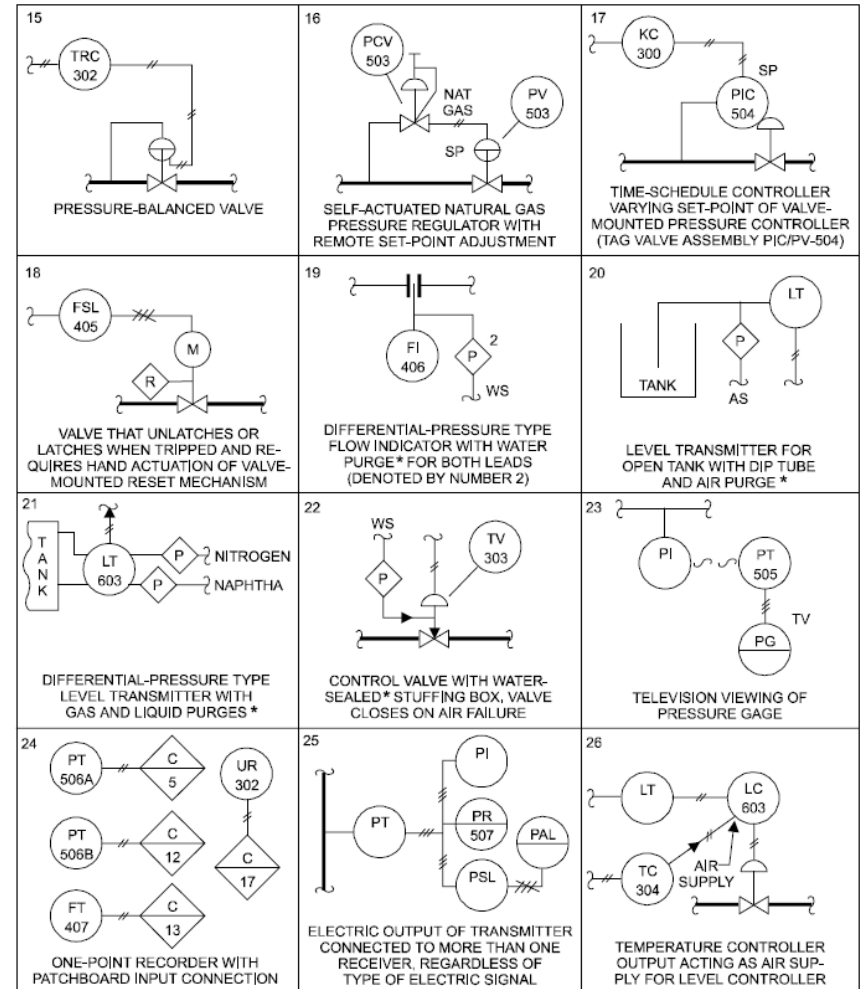 15
TRC
302
PRESSURE-BALANCED VALVE
16
PCV
503
NAT
GAS
PV
503
SP
SELF-ACTUATED NATURAL GAS
PRESSURE REGULATOR WITH
REMOTE SET-POINT ADJUSTMENT
17
KC
300
SP
PIC
504
TIME-SCHEDULE CONTROLLER
VARYING SET-POINT OF VALVE-
MOUNTED PRESSURE CONTROLLER
(TAG VALVE ASSEMBLY PIC/PV-504)
18
FSL
405
M
R
VALVE THAT UNLATCHES OR
LATCHES WHEN TRIPPED AND RE-
QUIRES HAND ACTUATION OF VALVE-
MOUNTED RESET MECHANISM
19
FI
406
2
P
WS
DIFFERENTIAL-PRESSURE TYPE
FLOW INDICATOR WITH WATER
PURGE * FOR BOTH LEADS
(DENOTED BY NUMBER 2)
20
LT
P
TANK
AS
LEVEL TRANSMITTER FOR
OPEN TANK WITH DIP TUBE
AND AIR PURGE *
21
TANK
LT
603
P
NITROGEN
P
NAPHTHA
DIFFERENTIAL-PRESSURE TYPE
LEVEL TRANSMITTER WITH
GAS AND LIQUID PURGES *
22
WS
P
TV
303
CONTROL VALVE WITH WATER-
SEALED * STUFFING BOX, VALVE
CLOSES ON AIR FAILURE
23
PI
PT
505
TV
PG
TELEVISION VIEWING OF
PRESSURE GAGE
24
PT
506A
C
5
UR
302
PT
506B
C
12
C
17
FT
407
C
13
ONE-POINT RECORDER WITH
PATCHBOARD INPUT CONNECTION
25
PI
PT
PR
507
PAL
PSL
ELECTRIC OUTPUT OF TRANSMITTER
CONNECTED TO MORE THAN ONE
RECEIVER, REGARDLESS OF
TYPE OF ELECTRIC SIGNAL
26
LT
LC
603
TC
304
AIR
SUPPLY
TEMPERATURE CONTROLLER
OUTPUT ACTING AS AIR SUP-
PLY FOR LEVEL CONTROLLER